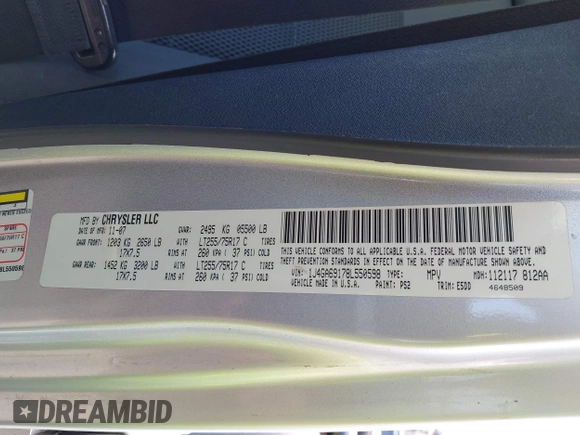 MFD BY CHRYSLER LLC
DATE OF MFR: 11-07 GVWR: 2495 KG 05500 LB
GAWR FRONT: 1203 KG 2650 LB WITH LT255/75R17 C TIRES
17X7.5 RIMS AT 260 KPA ( 37 PSI) COLD
GAWR REAR: 1452 KG 3200 LB WITH LT255/75R17 C TIRES
17X7.5 RIMS AT 260 KPA ( 37 PSI) COLD
THIS VEHICLE CONFORMS TO ALL APPLICABLE U.S.A. FEDERAL MOTOR VEHICLE SAFETY AND
THEFT PREVENTION STANDARDS IN EFFECT ON THE DATE OF MANUFACTURE SHOWN ABOVE.
VIN: 1J4GA69178L550598 TYPE: MPV MDH: 112117 812AA
VEHICLE MADE IN U.S.A. PAINT: PS2 TRIM: E5DD 4648509
DREAMBID